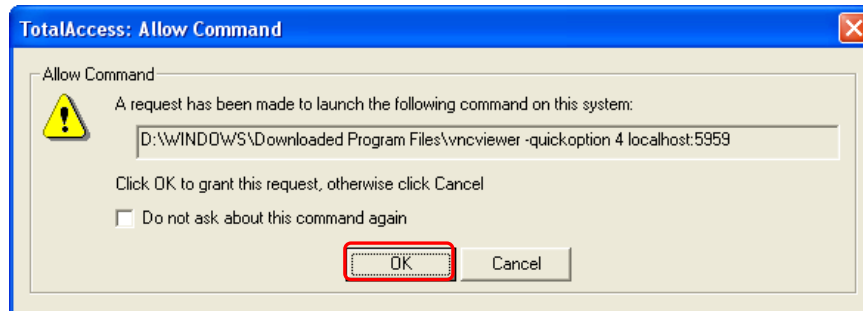 TotalAccess: Allow Command
Allow Command
A request has been made to launch the following command on this system:
D:\WINDOWS\Downloaded Program Files\vncviewer -quickoption 4 localhost:5959
Click OK to grant this request, otherwise click Cancel
Do not ask about this command again
OK Cancel